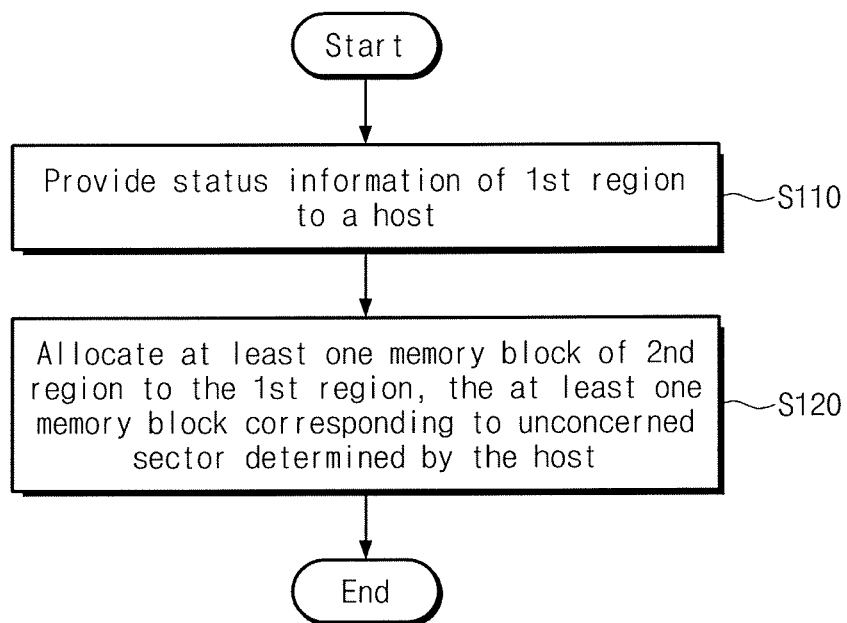 Start
Provide status information of 1st region
to a host
S110
Allocate at least one memory block of 2nd
region to the 1st region, the at least one
memory block corresponding to unconcerned
sector determined by the host
S120
End